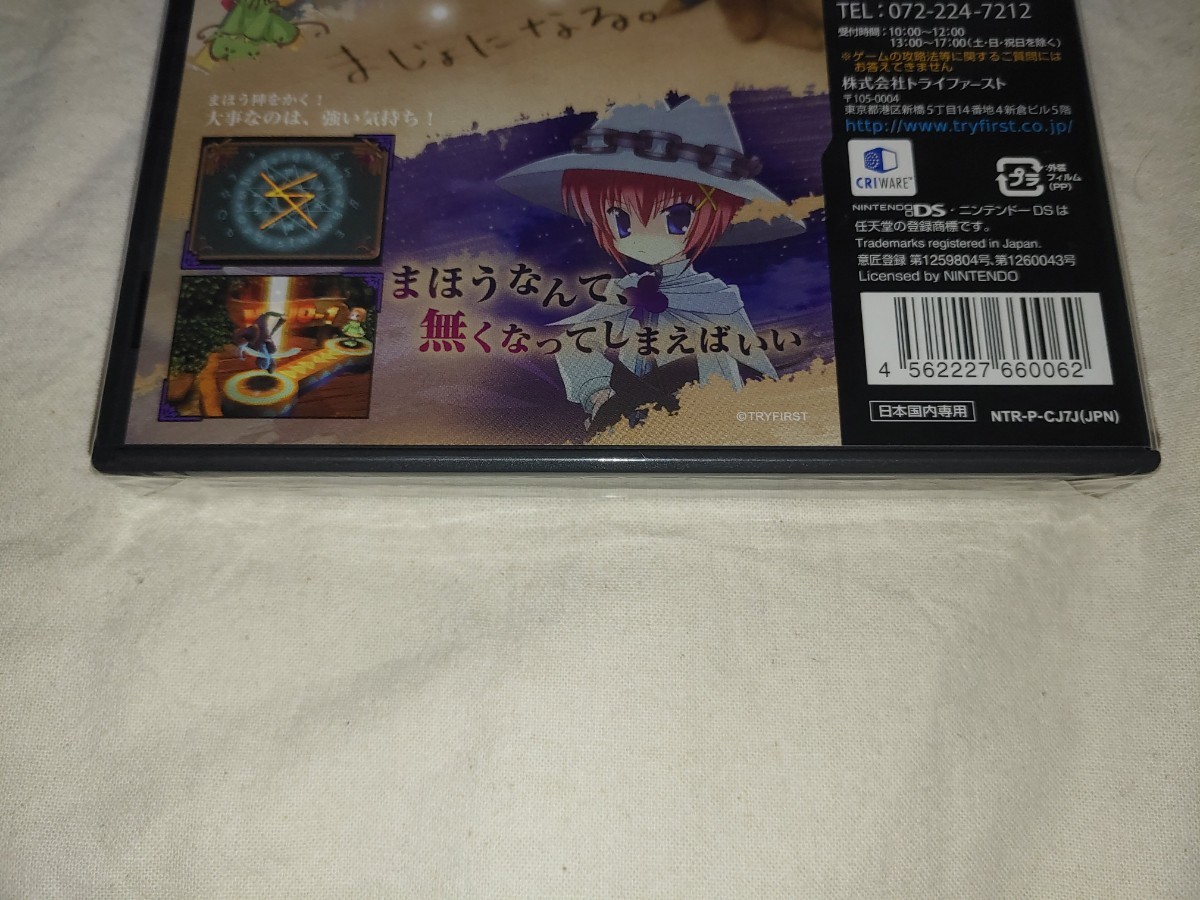 まじょになる。
まほう陣をかく！
大事なのは、強い気持ち！
まほうなんて、
無くなってしまえばいい
©TRYFIRST
TEL：072-224-7212
受付時間：10:00～12:00
13:00～17:00（土・日・祝日を除く）
※ゲームの攻略法等に関するご質問には
お答えできません
株式会社トライファースト
〒105-0004
東京都港区新橋5丁目14番地4新倉ビル5階
http://www.tryfirst.co.jp/
CRIWARE™
プラ
:外装
フィルム
(PP)
NINTENDO DS・ニンテンドーDSは
任天堂の登録商標です。
Trademarks registered in Japan.
意匠登録 第1259804号、第1260043号
Licensed by NINTENDO
4 562227 660062
日本国内専用
NTR-P-CJ7J(JPN)